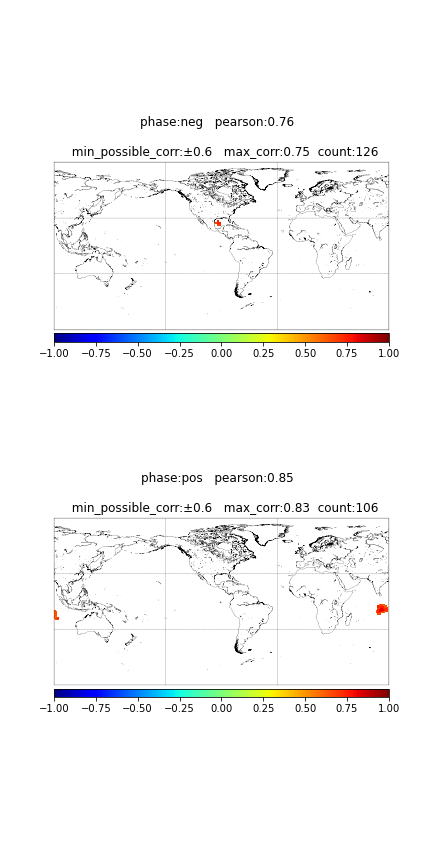 phase:neg   pearson:0.76
min_possible_corr:±0.6   max_corr:0.75  count:126
−1.00 −0.75 −0.50 −0.25 0.00 0.25 0.50 0.75 1.00
phase:pos   pearson:0.85
min_possible_corr:±0.6   max_corr:0.83  count:106
−1.00 −0.75 −0.50 −0.25 0.00 0.25 0.50 0.75 1.00